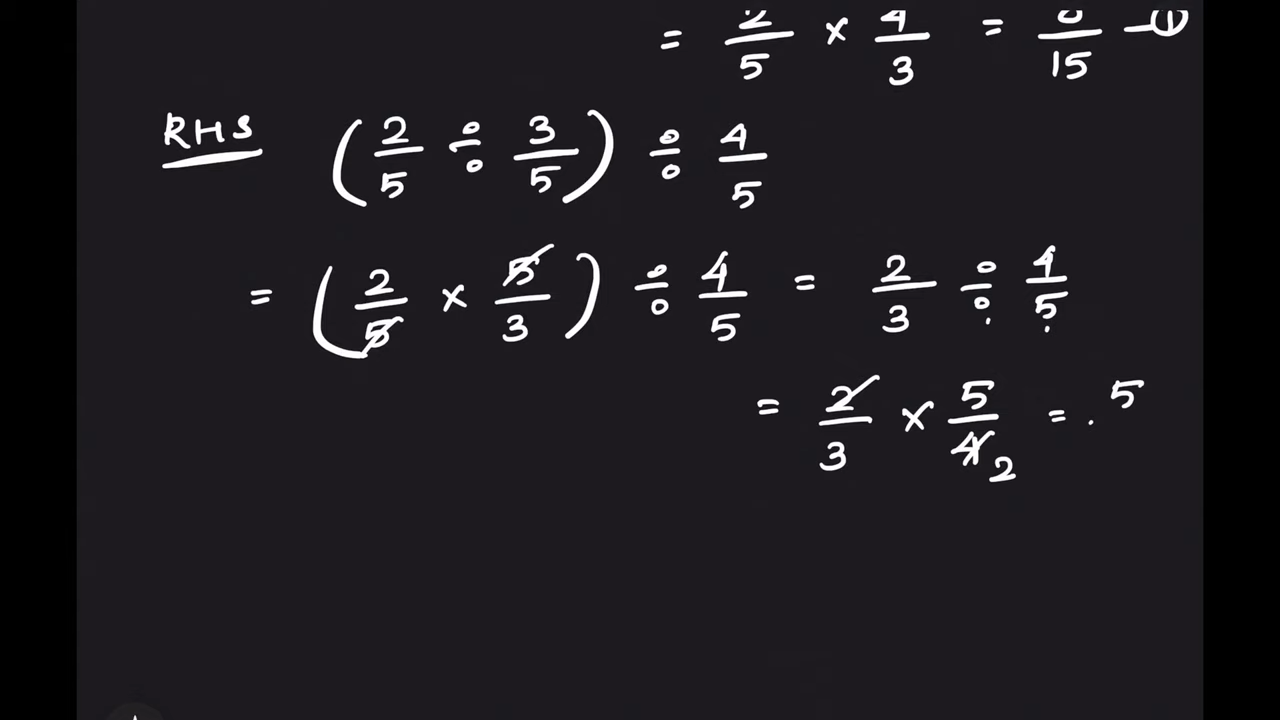 = 2/5 × 4/3 = 8/15 —①
RHS (2/5 ÷ 3/5) ÷ 4/5
= (2/5 × 5/3) ÷ 4/5 = 2/3 ÷ 4/5
= 2/3 × 5/4 2 = 5